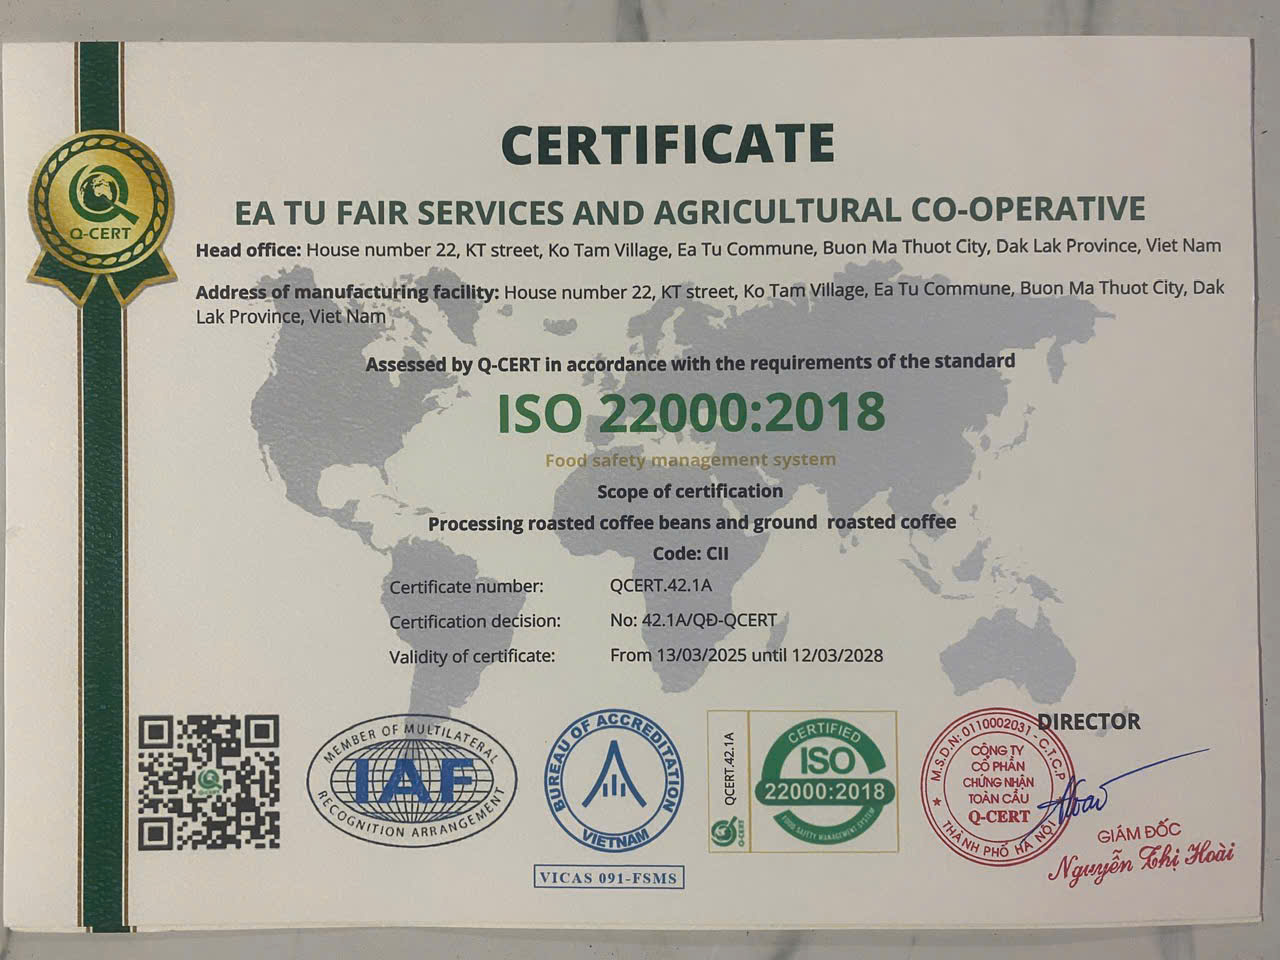 CERTIFICATE
EA TU FAIR SERVICES AND AGRICULTURAL CO-OPERATIVE
Head office: House number 22, KT street, Ko Tam Village, Ea Tu Commune, Buon Ma Thuot City, Dak Lak Province, Viet Nam
Address of manufacturing facility: House number 22, KT street, Ko Tam Village, Ea Tu Commune, Buon Ma Thuot City, Dak
Lak Province, Viet Nam
Q-CERT
Assessed by Q-CERT in accordance with the requirements of the standard
ISO 22000:2018
Food safety management system
Scope of certification
Processing roasted coffee beans and ground roasted coffee
Code: CII
Certificate number: QCERT.42.1A
Certification decision: No: 42.1A/QĐ-QCERT
Validity of certificate: From 13/03/2025 until 12/03/2028
MEMBER OF MULTILATERAL
IAF
RECOGNITION ARRANGEMENT
BUREAU OF ACCREDITATION
VIETNAM
VICAS 091-FSMS
QCERT.42.1A
Q-CERT
CERTIFIED
ISO
22000:2018
FOOD SAFETY MANAGEMENT SYSTEM
DIRECTOR
M.S.D.N: 0110002031 - C.T.C.P
CÔNG TY
CỔ PHẦN
CHỨNG NHẬN
TOÀN CẦU
Q-CERT
THÀNH PHỐ HÀ NỘI
GIÁM ĐỐC
Nguyễn Thị Hoài